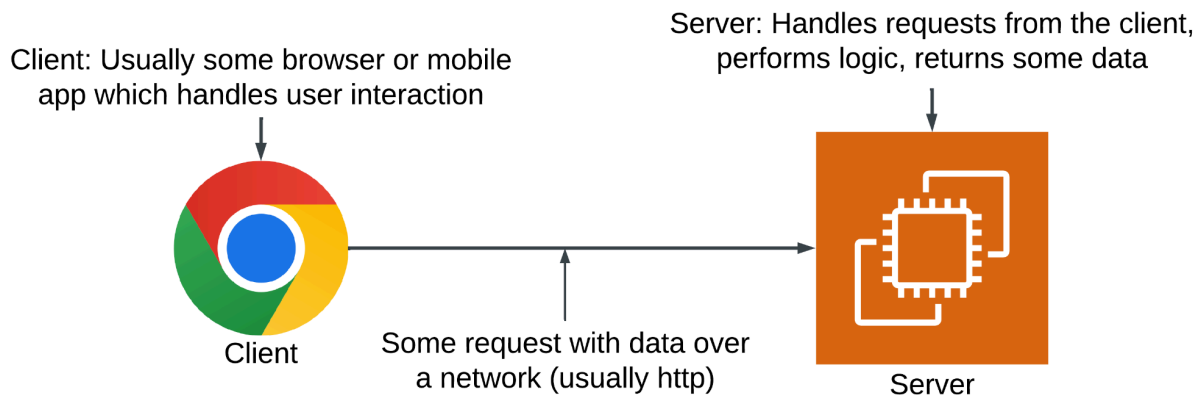 Client: Usually some browser or mobile
app which handles user interaction
Server: Handles requests from the client,
performs logic, returns some data
Client
Some request with data over
a network (usually http)
Server